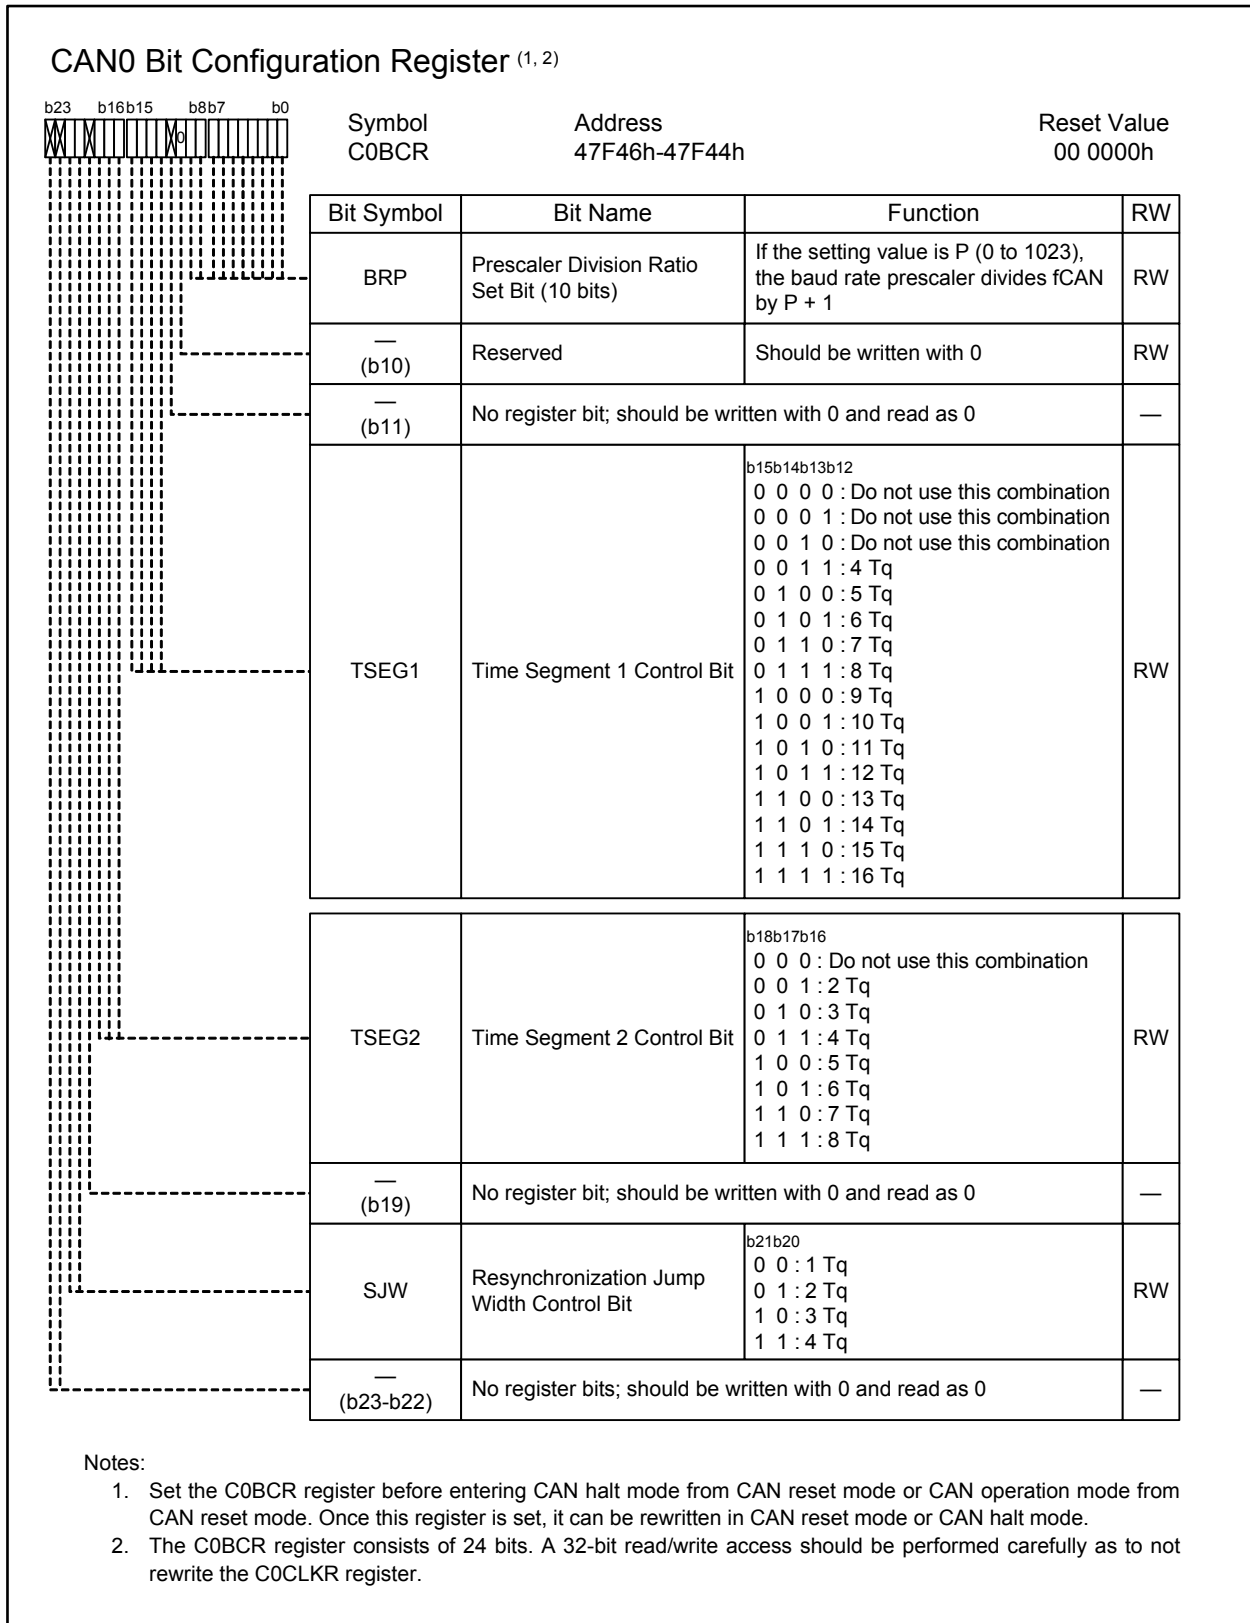 CAN0 Bit Configuration Register (1, 2)
b23 b16 b15 b8 b7 b0
0
Symbol Address Reset Value
C0BCR 47F46h-47F44h 00 0000h
Bit Symbol Bit Name Function RW
BRP
Prescaler Division Ratio
Set Bit (10 bits)
If the setting value is P (0 to 1023),
the baud rate prescaler divides fCAN
by P + 1
RW
—
(b10)
Reserved
Should be written with 0
RW
—
(b11)
No register bit; should be written with 0 and read as 0
—
TSEG1
Time Segment 1 Control Bit
b15b14b13b12
0 0 0 0 : Do not use this combination
0 0 0 1 : Do not use this combination
0 0 1 0 : Do not use this combination
0 0 1 1 : 4 Tq
0 1 0 0 : 5 Tq
0 1 0 1 : 6 Tq
0 1 1 0 : 7 Tq
0 1 1 1 : 8 Tq
1 0 0 0 : 9 Tq
1 0 0 1 : 10 Tq
1 0 1 0 : 11 Tq
1 0 1 1 : 12 Tq
1 1 0 0 : 13 Tq
1 1 0 1 : 14 Tq
1 1 1 0 : 15 Tq
1 1 1 1 : 16 Tq
RW
TSEG2
Time Segment 2 Control Bit
b18b17b16
0 0 0 : Do not use this combination
0 0 1 : 2 Tq
0 1 0 : 3 Tq
0 1 1 : 4 Tq
1 0 0 : 5 Tq
1 0 1 : 6 Tq
1 1 0 : 7 Tq
1 1 1 : 8 Tq
RW
—
(b19)
No register bit; should be written with 0 and read as 0
—
SJW
Resynchronization Jump
Width Control Bit
b21b20
0 0 : 1 Tq
0 1 : 2 Tq
1 0 : 3 Tq
1 1 : 4 Tq
RW
—
(b23-b22)
No register bits; should be written with 0 and read as 0
—
Notes:
1. Set the C0BCR register before entering CAN halt mode from CAN reset mode or CAN operation mode from
CAN reset mode. Once this register is set, it can be rewritten in CAN reset mode or CAN halt mode.
2. The C0BCR register consists of 24 bits. A 32-bit read/write access should be performed carefully as to not
rewrite the C0CLKR register.